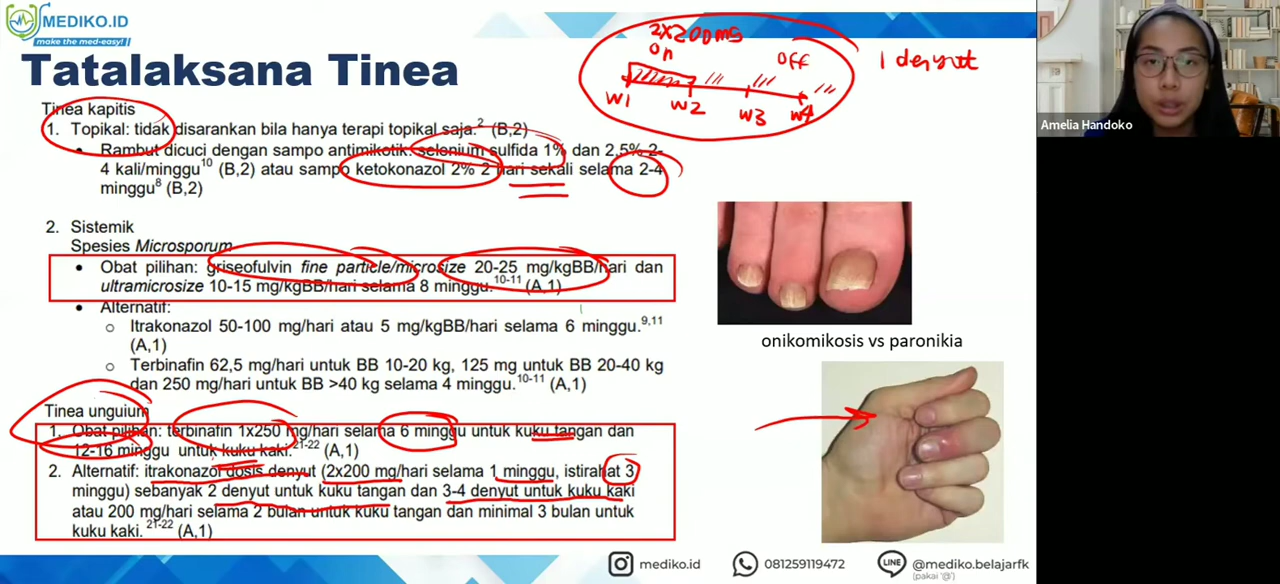 MEDIKO.ID
make the med-easy!
Tatalaksana Tinea
2x200mg
on
OFF
1 denyut
W1
W2
W3
W4
Tinea kapitis
1. Topikal: tidak disarankan bila hanya terapi topikal saja.2 (B,2)
• Rambut dicuci dengan sampo antimikotik: selenium sulfida 1% dan 2,5% 2-
4 kali/minggu10 (B,2) atau sampo ketokonazol 2% 2 hari sekali selama 2-4
minggu8 (B,2)
2. Sistemik
Spesies Microsporum
• Obat pilihan: griseofulvin fine particle/microsize 20-25 mg/kgBB/hari dan
ultramicrosize 10-15 mg/kgBB/hari selama 8 minggu.10-11 (A,1)
• Alternatif:
o Itrakonazol 50-100 mg/hari atau 5 mg/kgBB/hari selama 6 minggu.9,11
(A,1)
o Terbinafin 62,5 mg/hari untuk BB 10-20 kg, 125 mg untuk BB 20-40 kg
dan 250 mg/hari untuk BB >40 kg selama 4 minggu.10-11 (A,1)
Tinea unguium
1. Obat pilihan: terbinafin 1x250 mg/hari selama 6 minggu untuk kuku tangan dan
12-16 minggu untuk kuku kaki.21-22 (A,1)
2. Alternatif: itrakonazol dosis denyut (2x200 mg/hari selama 1 minggu, istirahat 3
minggu) sebanyak 2 denyut untuk kuku tangan dan 3-4 denyut untuk kuku kaki
atau 200 mg/hari selama 2 bulan untuk kuku tangan dan minimal 3 bulan untuk
kuku kaki.21-22 (A,1)
onikomikosis vs paronikia
mediko.id
081259119472
LINE
@mediko.belajarfk
(pakai '@')
Amelia Handoko